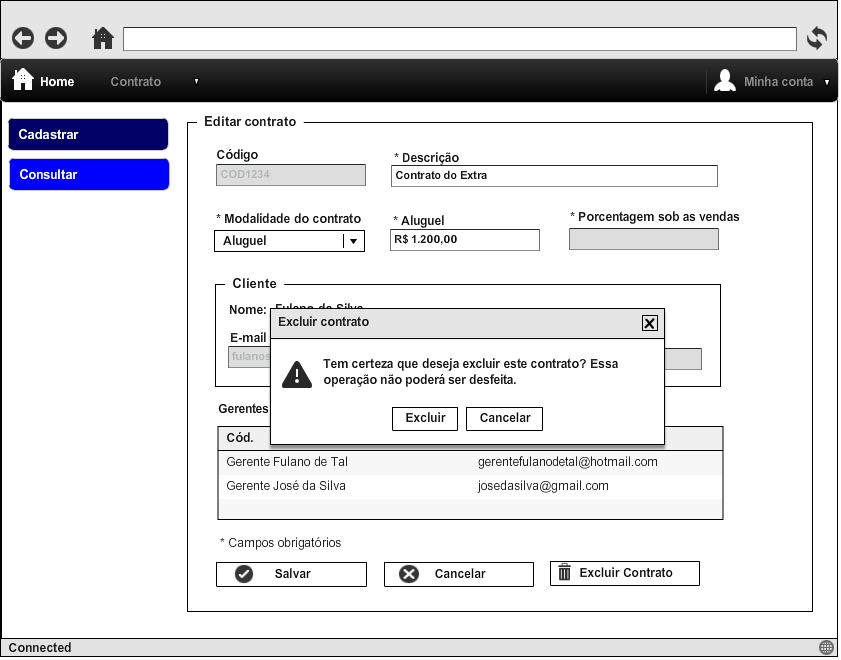 Home
Contrato
Minha conta
Cadastrar
Consultar
Editar contrato
Código
* Descrição
COD1234
Contrato do Extra
* Modalidade do contrato
* Aluguel
* Porcentagem sob as vendas
Aluguel
R$ 1.200,00
Cliente
Nome: Fulano da Silva
E-mail
fulanos
Excluir contrato
Tem certeza que deseja excluir este contrato? Essa
operação não poderá ser desfeita.
Excluir
Cancelar
Gerentes
Cód.
Gerente Fulano de Tal
gerentefulanodetal@hotmail.com
Gerente José da Silva
josedasilva@gmail.com
* Campos obrigatórios
Salvar
Cancelar
Excluir Contrato
Connected